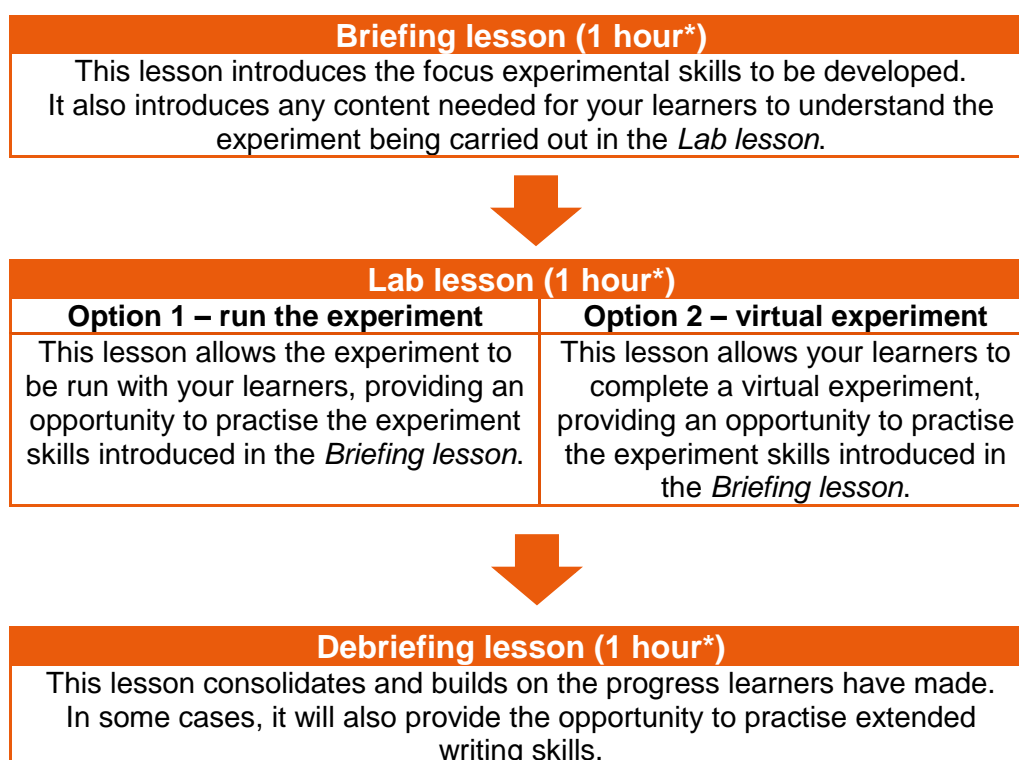 Briefing lesson (1 hour*)
This lesson introduces the focus experimental skills to be developed.
It also introduces any content needed for your learners to understand the
experiment being carried out in the Lab lesson.
Lab lesson (1 hour*)
Option 1 – run the experiment
This lesson allows the experiment to
be run with your learners, providing an
opportunity to practise the experiment
skills introduced in the Briefing lesson.
Option 2 – virtual experiment
This lesson allows your learners to
complete a virtual experiment,
providing an opportunity to practise
the experiment skills introduced in
the Briefing lesson.
Debriefing lesson (1 hour*)
This lesson consolidates and builds on the progress learners have made.
In some cases, it will also provide the opportunity to practise extended
writing skills.